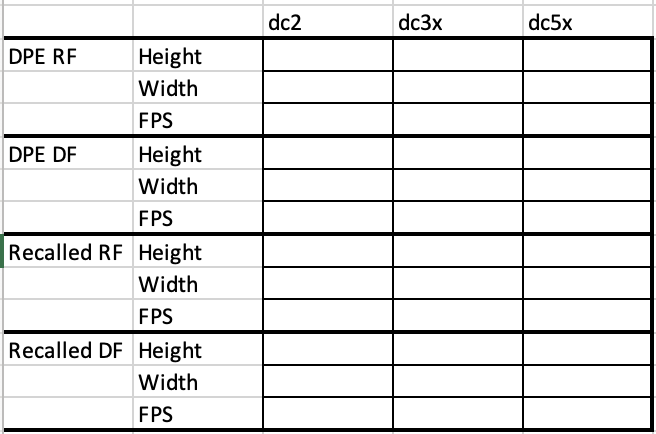 dc2 dc3x dc5x
DPE RF Height
Width
FPS
DPE DF Height
Width
FPS
Recalled RF Height
Width
FPS
Recalled DF Height
Width
FPS